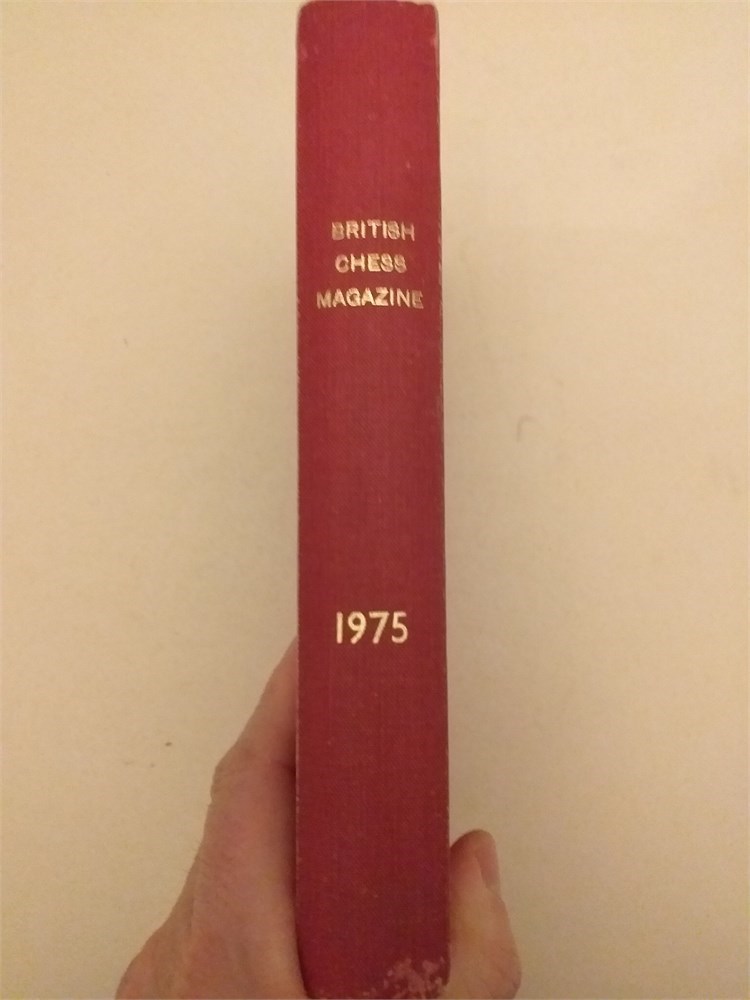 BRITISH
CHESS
MAGAZINE
1975